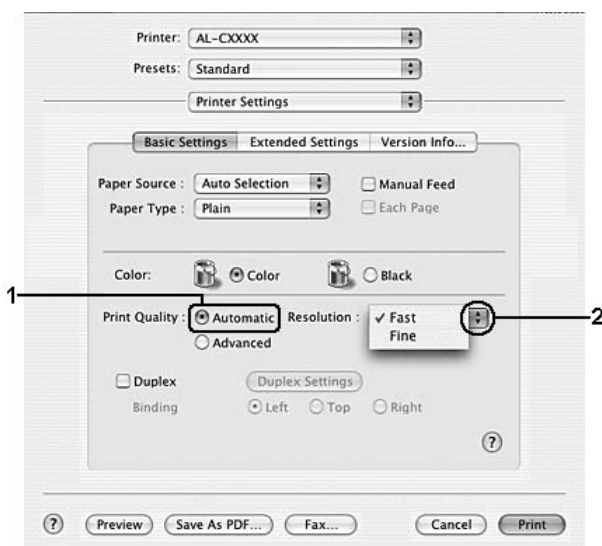 Printer: AL-CXXXX
Presets: Standard
Printer Settings
Basic Settings Extended Settings Version Info...
Paper Source : Auto Selection Manual Feed
Paper Type : Plain Each Page
Color: Color Black
1
Print Quality : Automatic Resolution : ✓ Fast 2
Advanced Fine
Duplex Duplex Settings
Binding Left Top Right
?
? Preview Save As PDF... Fax... Cancel Print